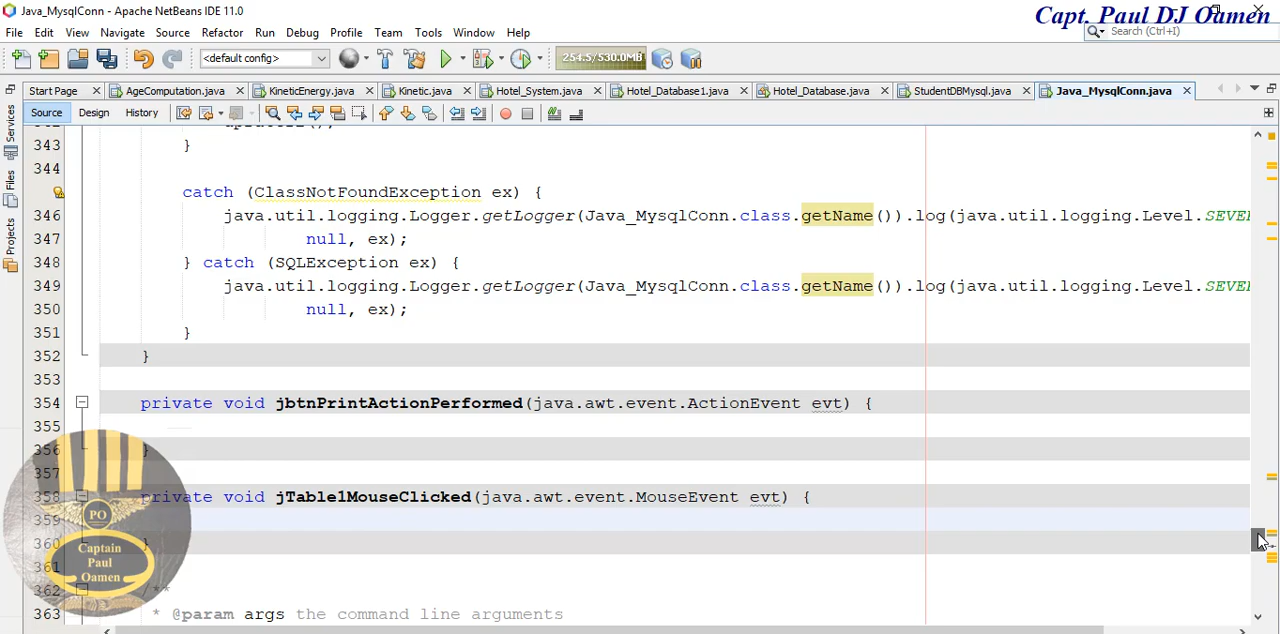 Java_MysqlConn - Apache NetBeans IDE 11.0
Capt. Paul DJ Oamen
File Edit View Navigate Source Refactor Run Debug Profile Team Tools Window Help
Search (Ctrl+I)
<default config>
254.5/530.0MB
Start Page AgeComputation.java KineticEnergy.java Kinetic.java Hotel_System.java Hotel_Database1.java Hotel_Database.java StudentDBMysql.java Java_MysqlConn.java
Source Design History
Services
Files
Projects
343 }
344
catch (ClassNotFoundException ex) {
346 java.util.logging.Logger.getLogger(Java_MysqlConn.class.getName()).log(java.util.logging.Level.SEVE
347 null, ex);
348 } catch (SQLException ex) {
349 java.util.logging.Logger.getLogger(Java_MysqlConn.class.getName()).log(java.util.logging.Level.SEVE
350 null, ex);
351 }
352 }
353
354 private void jbtnPrintActionPerformed(java.awt.event.ActionEvent evt) {
355
356 }
357
358 private void jTable1MouseClicked(java.awt.event.MouseEvent evt) {
359
360 }
361
362 /**
363 * @param args the command line arguments
PO
Captain
Paul
Oamen